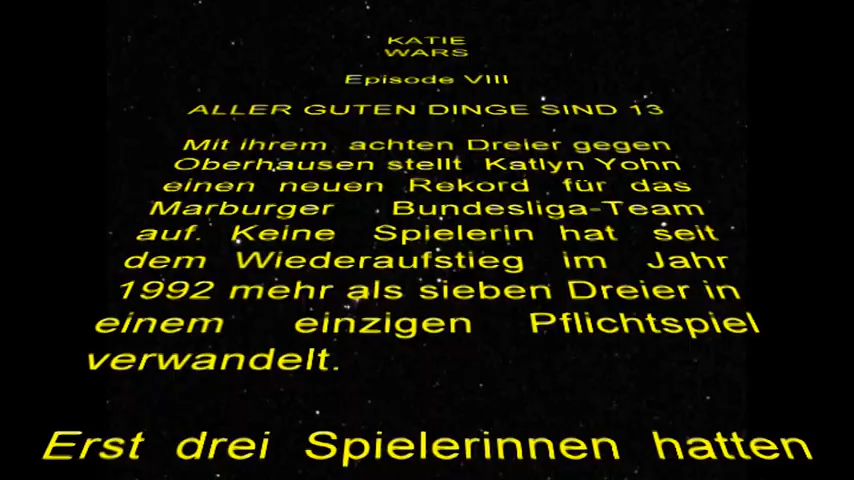 KATIE
WARS
Episode VIII
ALLER GUTEN DINGE SIND 13
Mit ihrem achten Dreier gegen
Oberhausen stellt Katlyn Yohn
einen neuen Rekord für das
Marburger Bundesliga-Team
auf. Keine Spielerin hat seit
dem Wiederaufstieg im Jahr
1992 mehr als sieben Dreier in
einem einzigen Pflichtspiel
verwandelt.
Erst drei Spielerinnen hatten